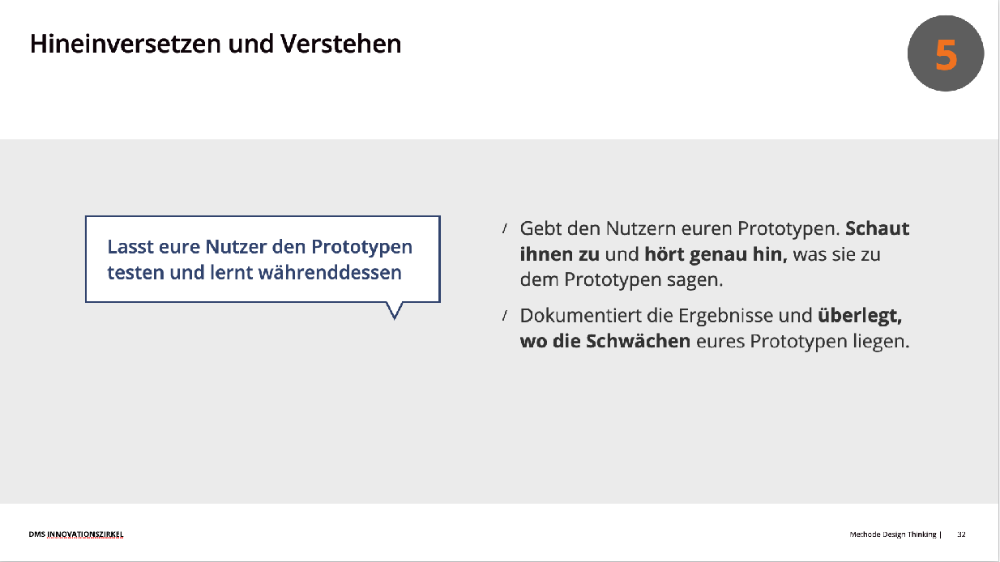 Hineinversetzen und Verstehen
5
Lasst eure Nutzer den Prototypen
testen und lernt währenddessen
/ Gebt den Nutzern euren Prototypen. Schaut
ihnen zu und hört genau hin, was sie zu
dem Prototypen sagen.
/ Dokumentiert die Ergebnisse und überlegt,
wo die Schwächen eures Prototypen liegen.
DMS INNOVATIONSZIRKEL
Methode Design Thinking | 32